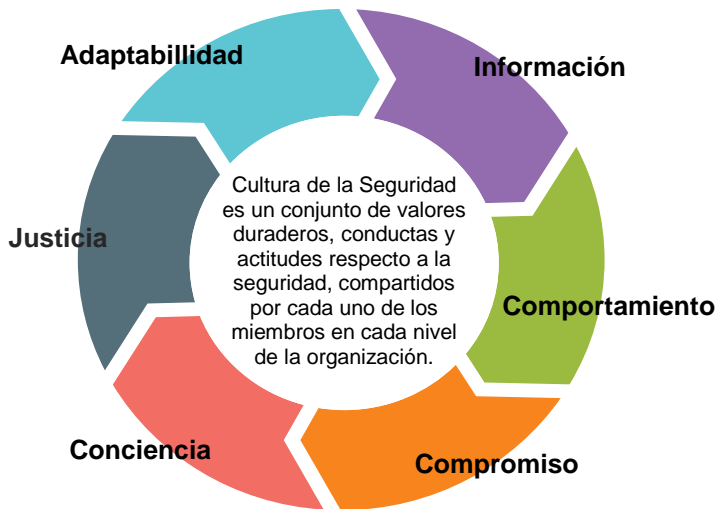 Adaptabillidad
Información
Cultura de la Seguridad
es un conjunto de valores
duraderos, conductas y
actitudes respecto a la
seguridad, compartidos
por cada uno de los
miembros en cada nivel
de la organización.
Justicia
Comportamiento
Conciencia
Compromiso